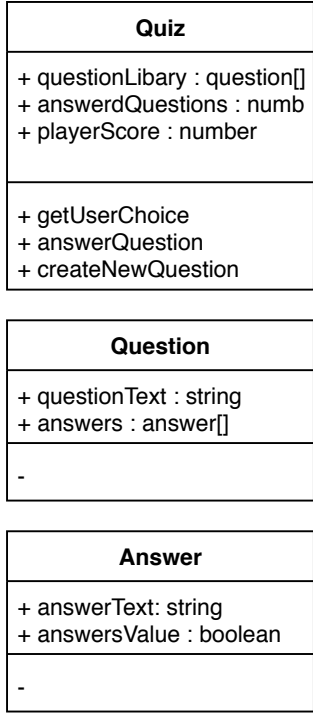 Quiz
+ questionLibary : question[]
+ answerdQuestions : numb
+ playerScore : number
+ getUserChoice
+ answerQuestion
+ createNewQuestion
Question
+ questionText : string
+ answers : answer[]
-
Answer
+ answerText: string
+ answersValue : boolean
-